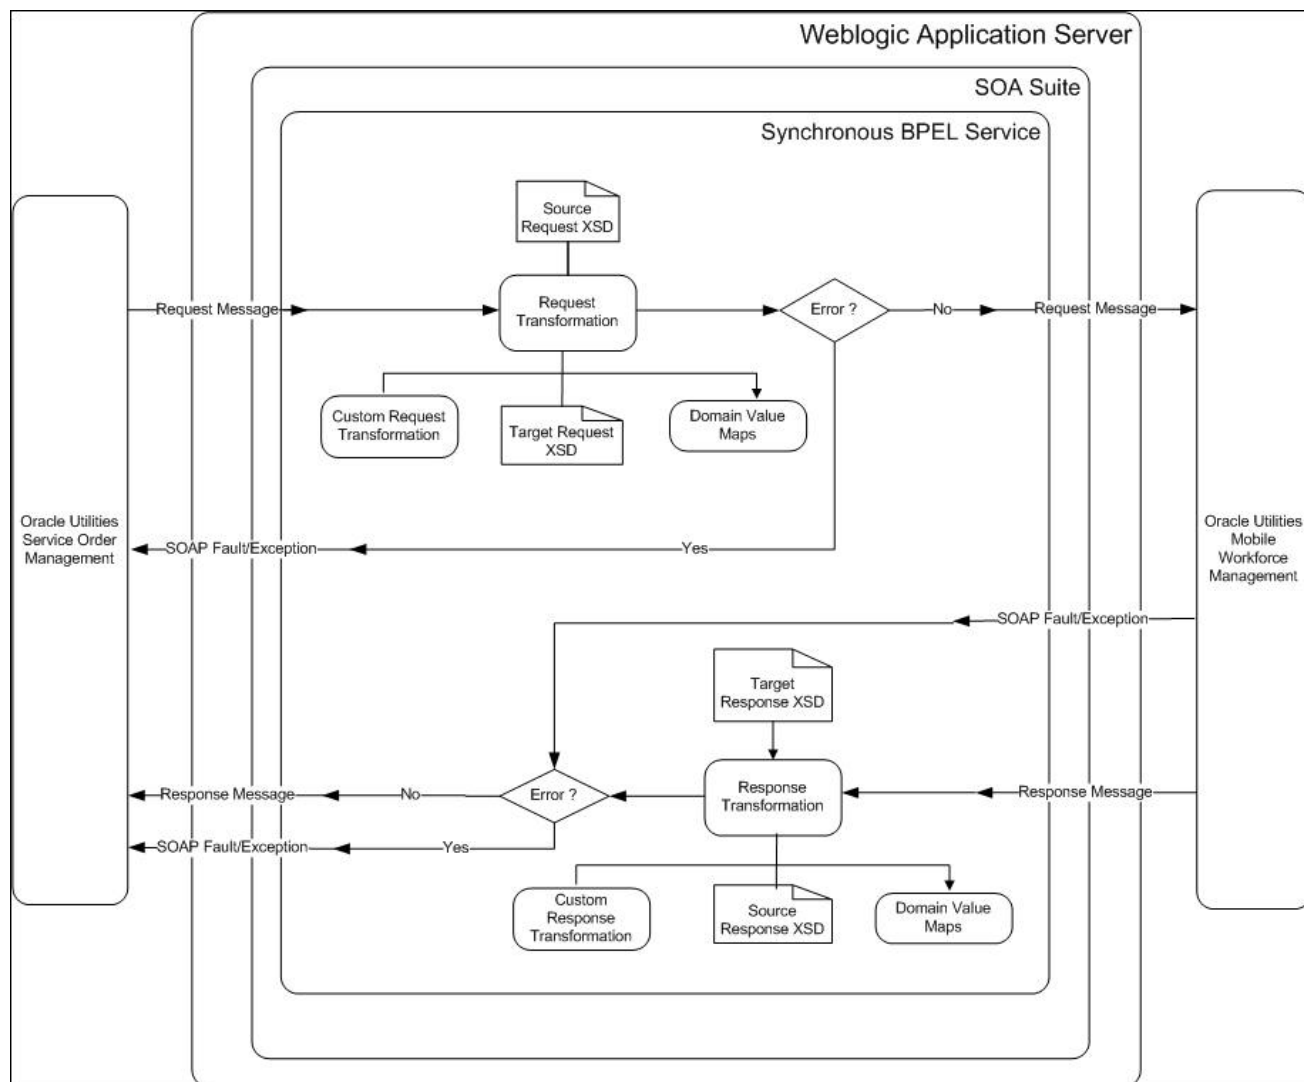 Weblogic Application Server
SOA Suite
Synchronous BPEL Service
Source
Request XSD
Request Message
Request
Transformation
Error ?
No
Request Message
Custom Request
Transformation
Target Request
XSD
Domain Value
Maps
Oracle Utilities
Service Order
Management
SOAP Fault/Exception
Yes
Oracle Utilities
Mobile
Workforce
Management
SOAP Fault/Exception
Target
Response XSD
Response Message
No
Error ?
Response
Transformation
Response Message
SOAP Fault/Exception
Yes
Custom
Response
Transformation
Source
Response XSD
Domain Value
Maps